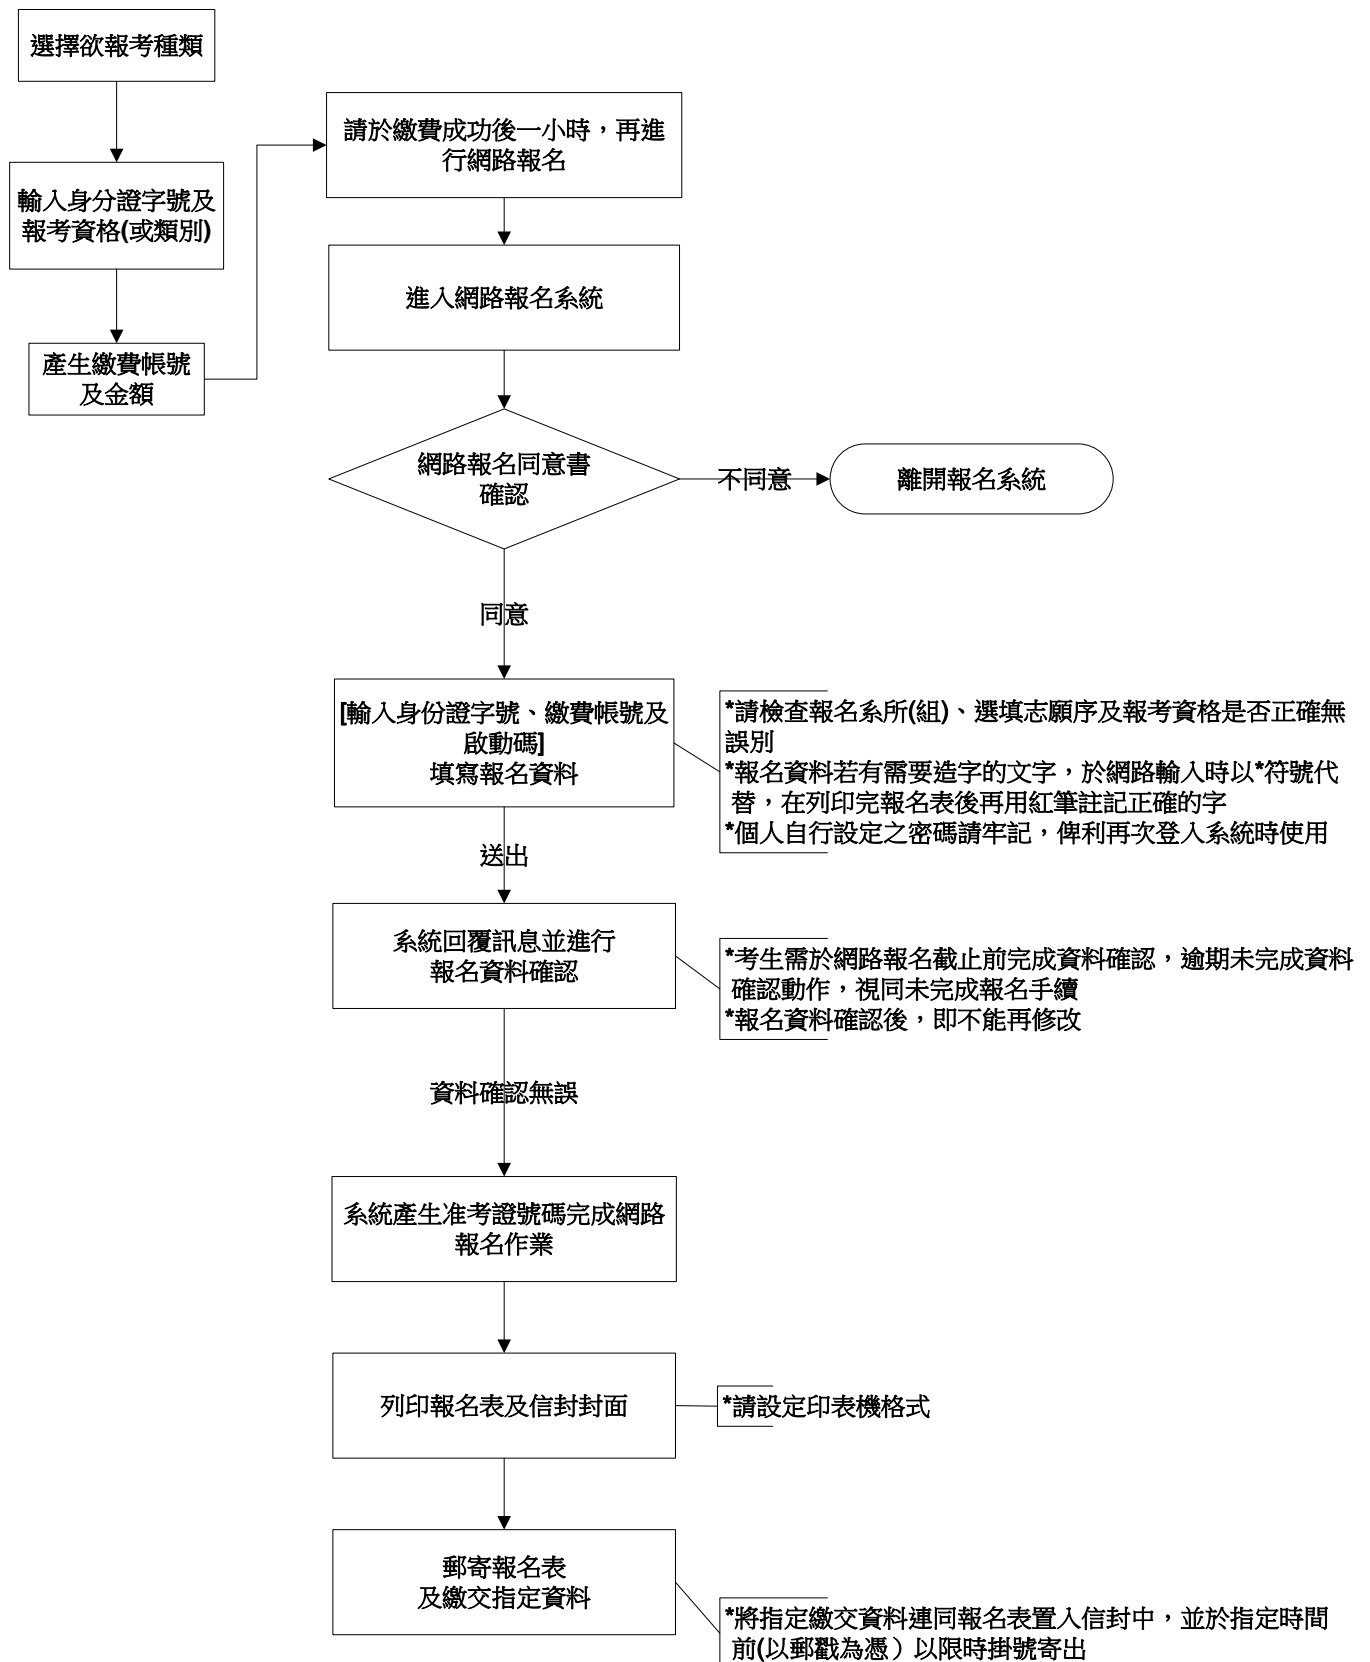 選擇欲報考種類
輸入身分證字號及
報考資格(或類別)
產生繳費帳號
及金額
請於繳費成功後一小時，再進
行網路報名
進入網路報名系統
網路報名同意書
確認
不同意
離開報名系統
同意
[輸入身份證字號、繳費帳號及
啟動碼]
填寫報名資料
*請檢查報名系所(組)、選填志願序及報考資格是否正確無
誤別
*報名資料若有需要造字的文字，於網路輸入時以*符號代
替，在列印完報名表後再用紅筆註記正確的字
*個人自行設定之密碼請牢記，俾利再次登入系統時使用
送出
系統回覆訊息並進行
報名資料確認
*考生需於網路報名截止前完成資料確認，逾期未完成資料
確認動作，視同未完成報名手續
*報名資料確認後，即不能再修改
資料確認無誤
系統產生准考證號碼完成網路
報名作業
列印報名表及信封封面
*請設定印表機格式
郵寄報名表
及繳交指定資料
*將指定繳交資料連同報名表置入信封中，並於指定時間
前(以郵戳為憑）以限時掛號寄出